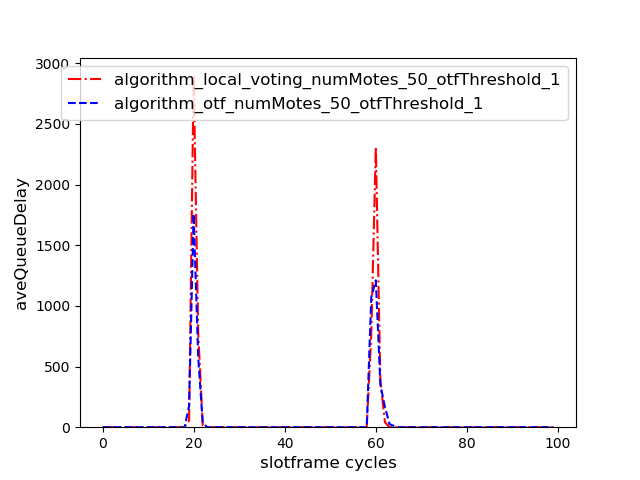 algorithm_local_voting_numMotes_50_otfThreshold_1
algorithm_otf_numMotes_50_otfThreshold_1
aveQueueDelay
3000
2500
2000
1500
1000
500
0
0 20 40 60 80 100
slotframe cycles